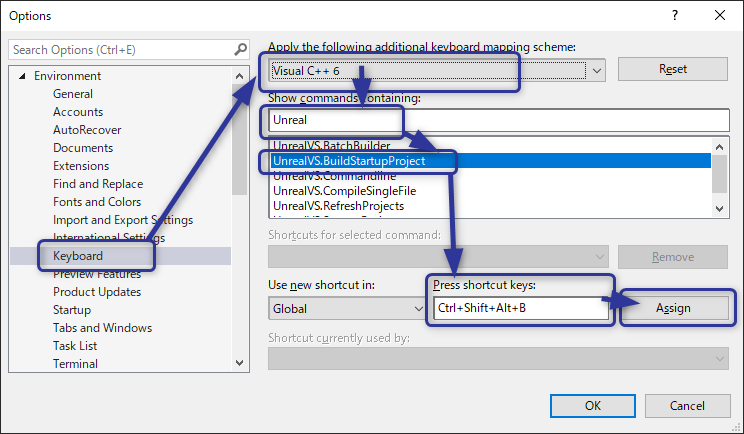 Options
Search Options (Ctrl+E)
Environment
General
Accounts
AutoRecover
Documents
Extensions
Find and Replace
Fonts and Colors
Import and Export Settings
International Settings
Keyboard
Preview Features
Product Updates
Startup
Tabs and Windows
Task List
Terminal
Apply the following additional keyboard mapping scheme:
Visual C++ 6
Reset
Show commands containing:
Unreal
UnrealVS.BatchBuilder
UnrealVS.BuildStartupProject
UnrealVS.Commandline
UnrealVS.CompileSingleFile
UnrealVS.RefreshProjects
Shortcuts for selected command:
Remove
Use new shortcut in:
Press shortcut keys:
Global
Ctrl+Shift+Alt+B
Assign
Shortcut currently used by:
OK
Cancel